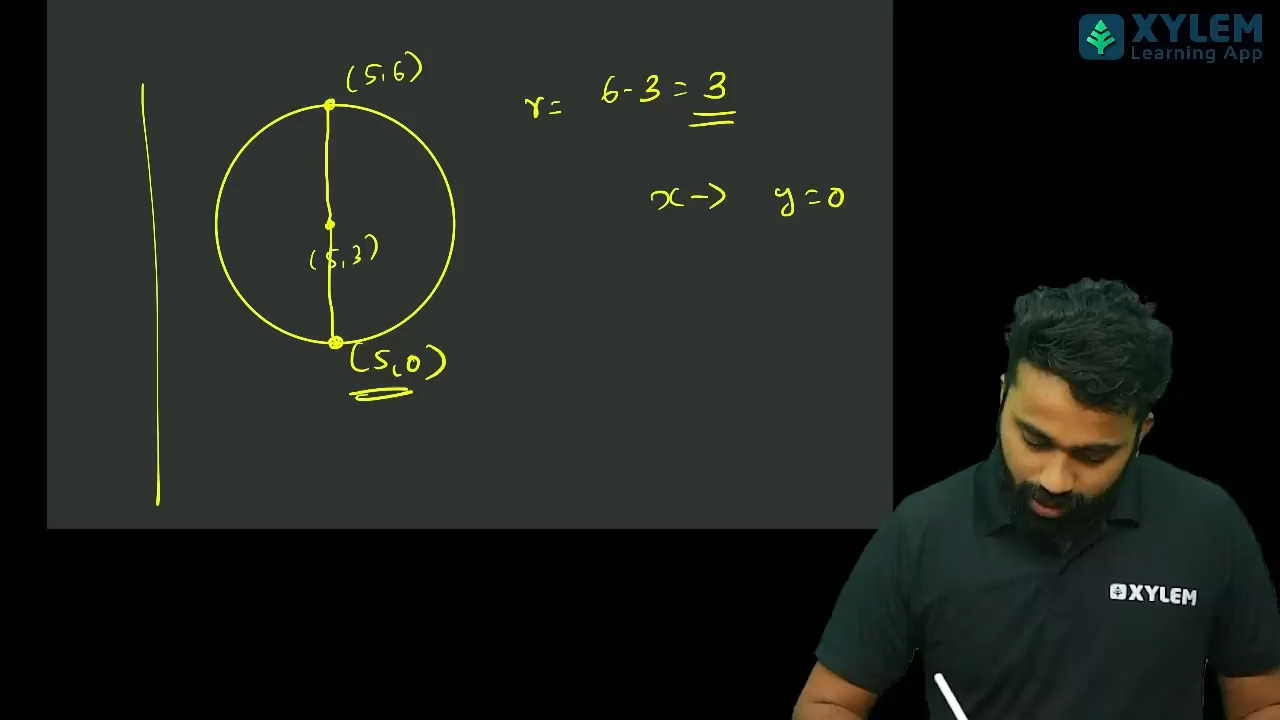 XYLEM
Learning App
(5,6)
r = 6-3 = 3
x → y = 0
(5,3)
(5,0)
XYLEM